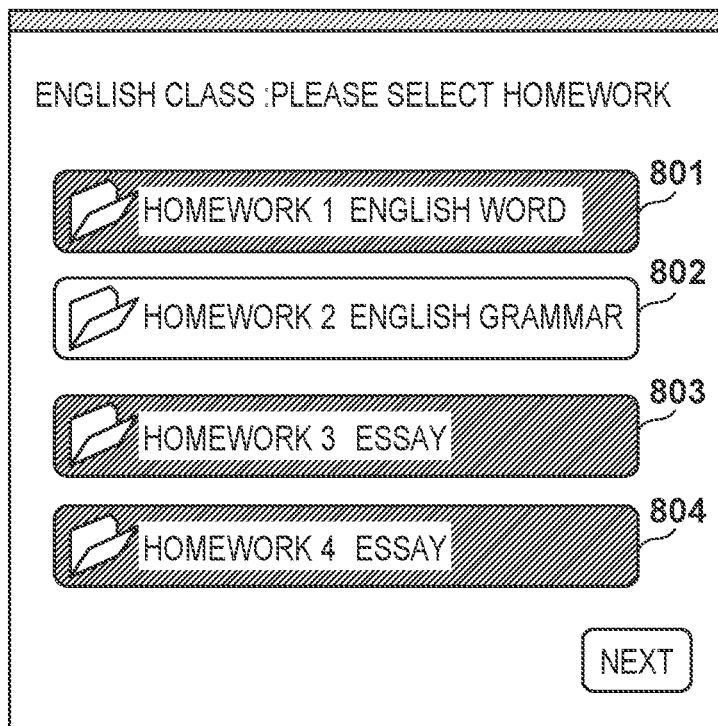 ENGLISH CLASS :PLEASE SELECT HOMEWORK
801
HOMEWORK 1 ENGLISH WORD
802
HOMEWORK 2 ENGLISH GRAMMAR
803
HOMEWORK 3 ESSAY
804
HOMEWORK 4 ESSAY
NEXT